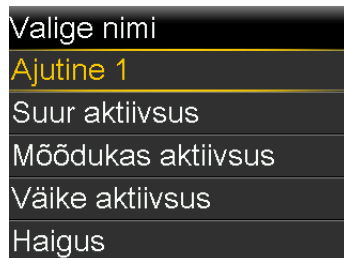 Valige nimi
Ajutine 1
Suur aktiivsus
Mõõdukas aktiivsus
Väike aktiivsus
Haigus